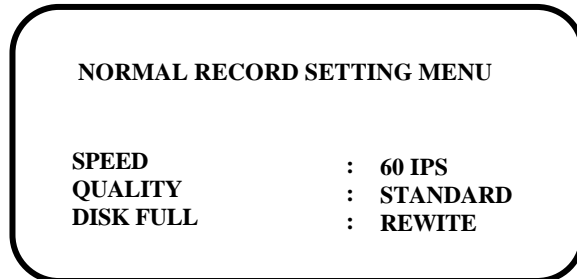 NORMAL RECORD SETTING MENU
SPEED : 60 IPS
QUALITY : STANDARD
DISK FULL : REWITE